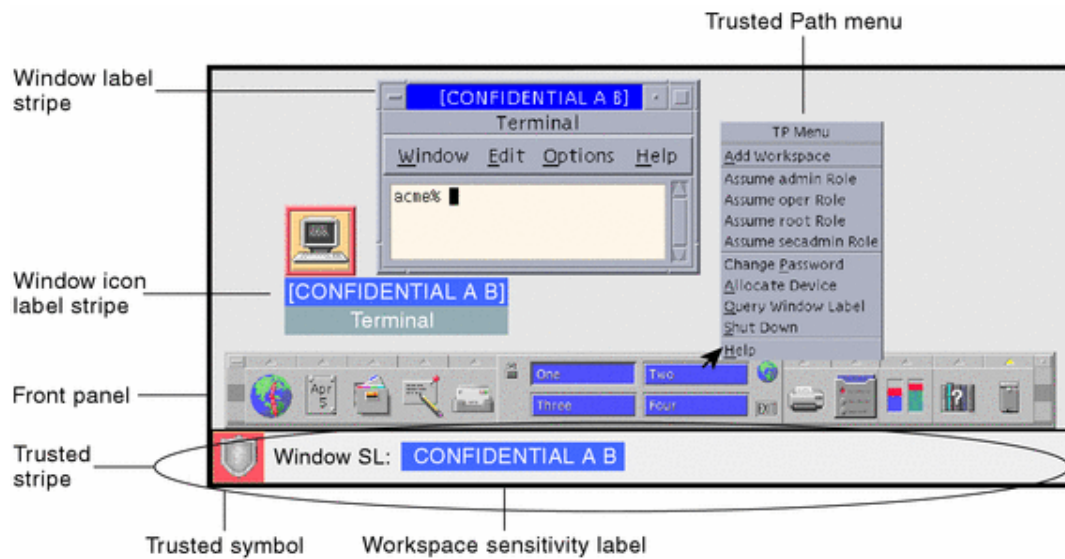 Trusted Path menu
Window label
stripe
[CONFIDENTIAL A B]
Terminal
Window Edit Options Help
acme%
TP Menu
Add Workspace
Assume admin Role
Assume oper Role
Assume root Role
Assume secadmin Role
Change Password
Allocate Device
Query Window Label
Shut Down
Help
Window icon
label stripe
[CONFIDENTIAL A B]
Terminal
Front panel
Apr
5
One
Two
Three
Four
EXIT
?
Trusted
stripe
Window SL: CONFIDENTIAL A B
Trusted symbol
Workspace sensitivity label